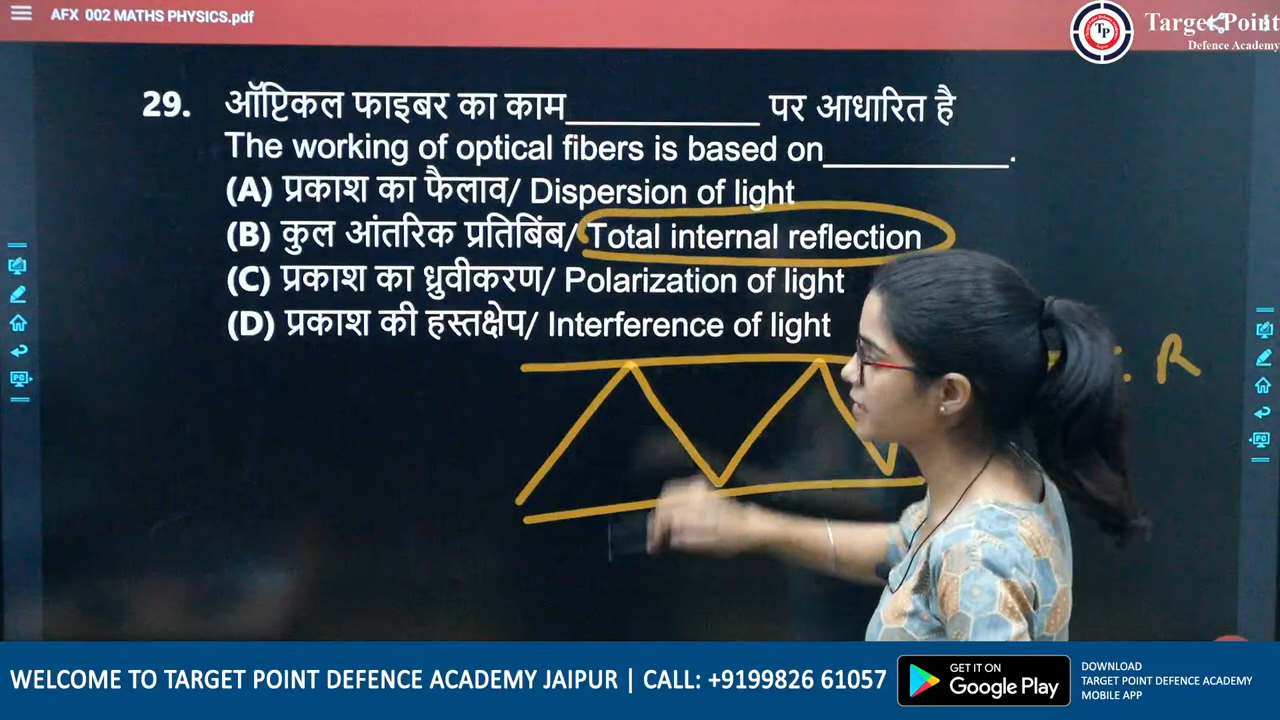 AFX 002 MATHS PHYSICS.pdf
TP
Target Point
Defence Academy
29. ऑप्टिकल फाइबर का काम____________ पर आधारित है
The working of optical fibers is based on____________.
(A) प्रकाश का फैलाव/ Dispersion of light
(B) कुल आंतरिक प्रतिबिंब/ Total internal reflection
(C) प्रकाश का ध्रुवीकरण/ Polarization of light
(D) प्रकाश की हस्तक्षेप/ Interference of light
R
WELCOME TO TARGET POINT DEFENCE ACADEMY JAIPUR | CALL: +9199826 61057
GET IT ON
Google Play
DOWNLOAD
TARGET POINT DEFENCE ACADEMY
MOBILE APP